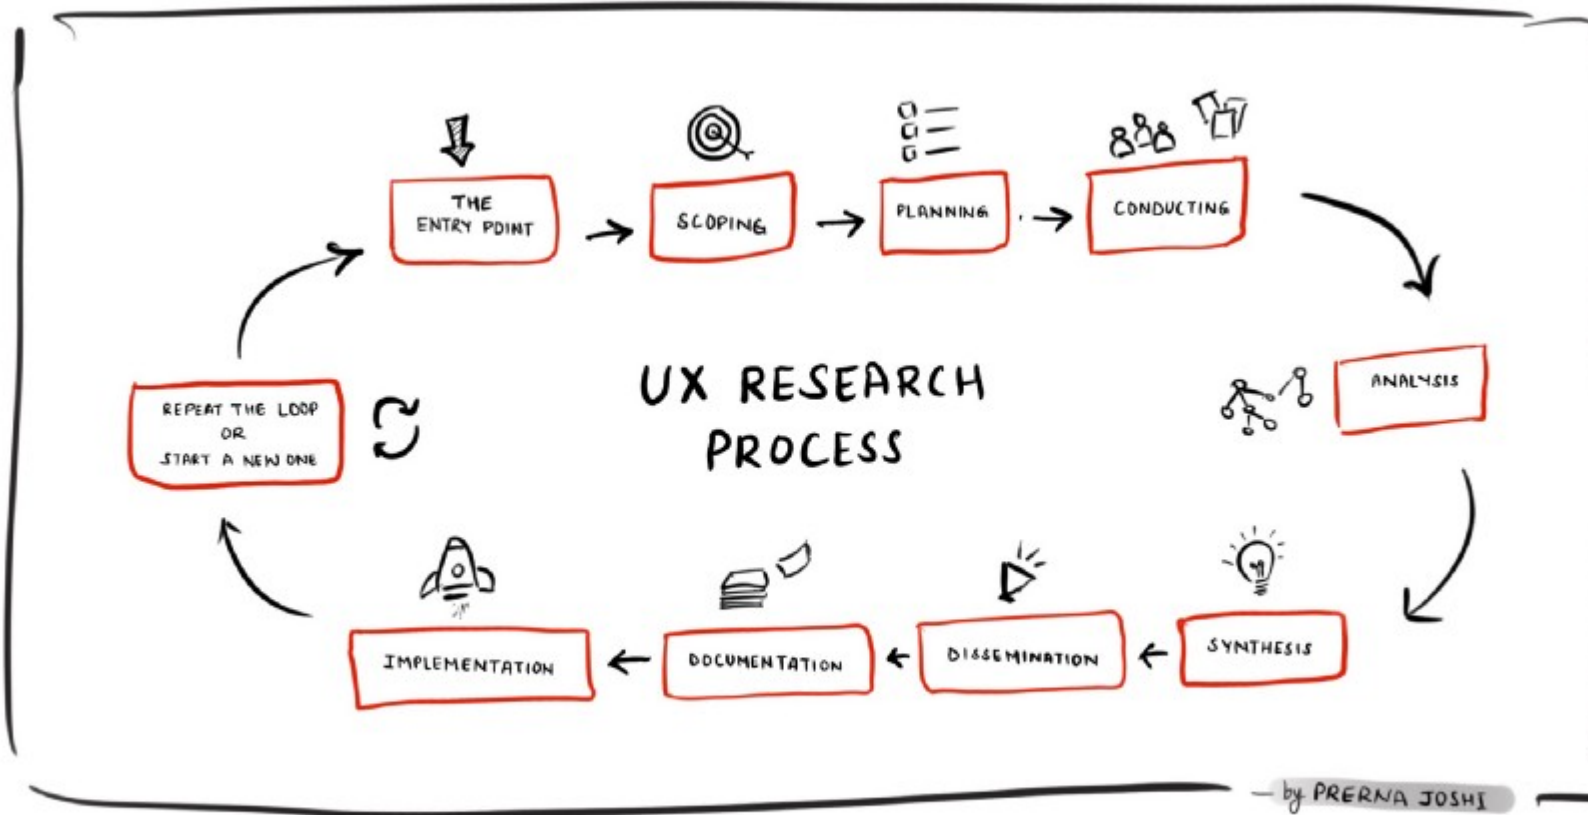 THE
ENTRY POINT
SCOPING
PLANNING
CONDUCTING
ANALYSIS
UX RESEARCH
PROCESS
REPEAT THE LOOP
OR
START A NEW ONE
SYNTHESIS
DISSEMINATION
DOCUMENTATION
IMPLEMENTATION
— by PRERNA JOSHI